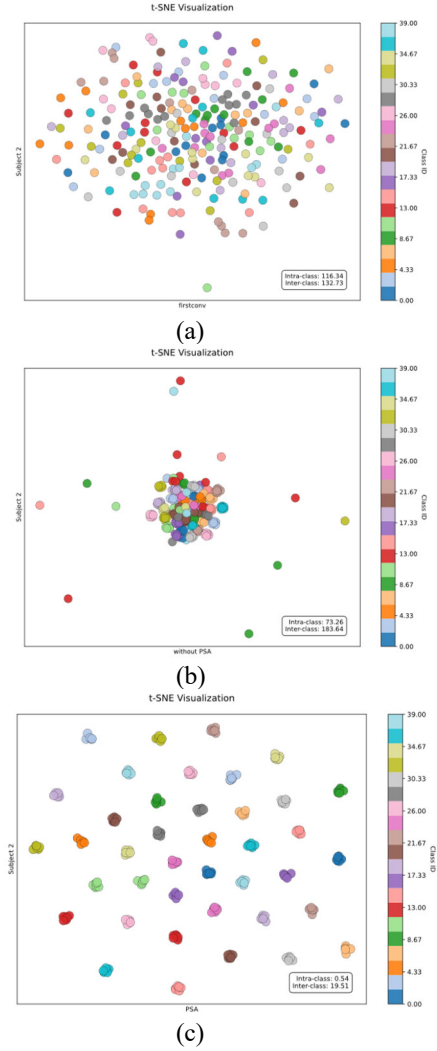 t-SNE Visualization
Subject 2
Intra-class: 116.34
Inter-class: 132.73
firstconv
39.00
34.67
30.33
26.00
21.67
17.33
13.00
8.67
4.33
0.00
Class ID
(a)
t-SNE Visualization
Subject 2
Intra-class: 73.26
Inter-class: 183.64
without PSA
39.00
34.67
30.33
26.00
21.67
17.33
13.00
8.67
4.33
0.00
Class ID
(b)
t-SNE Visualization
Subject 2
Intra-class: 0.54
Inter-class: 19.51
PSA
39.00
34.67
30.33
26.00
21.67
17.33
13.00
8.67
4.33
0.00
Class ID
(c)